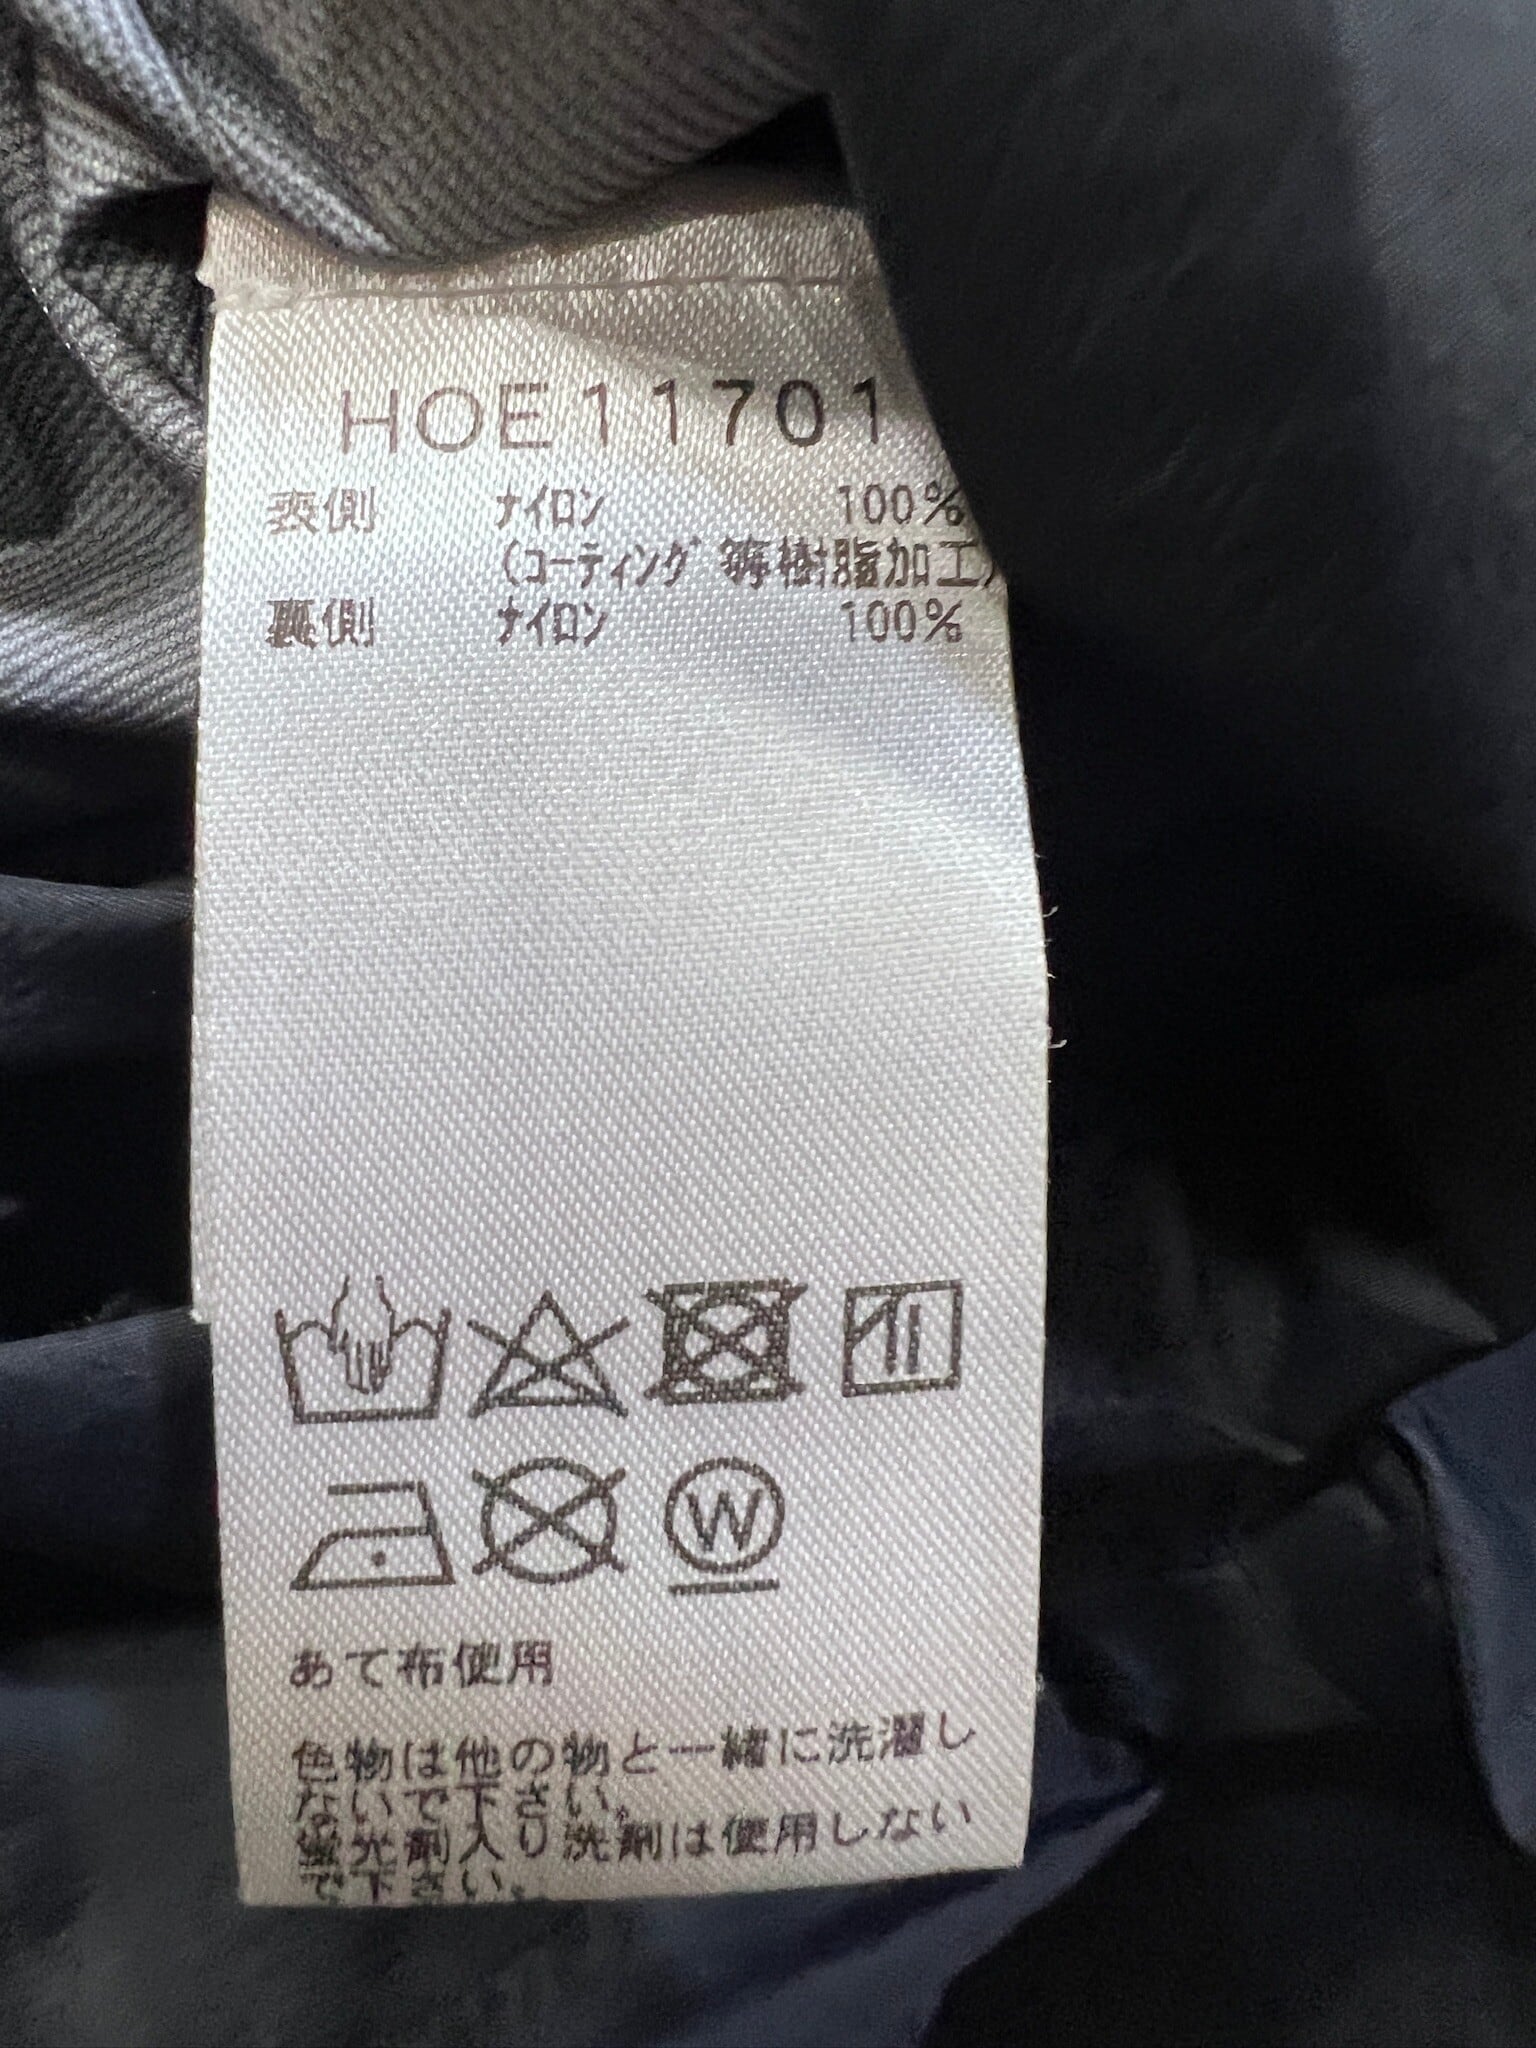 HOE11701
表側 ナイロン 100%
(コーティング等樹脂加工)
裏側 ナイロン 100%
W
あて布使用
色物は他の物と一緒に洗濯し
ないで下さい。
蛍光剤入り洗剤は使用しない
で下さい。